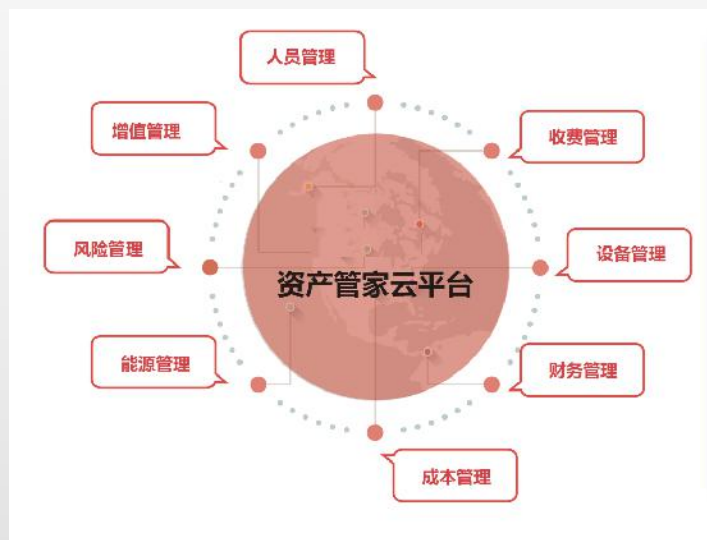 人员管理
增值管理
收费管理
风险管理
设备管理
资产管家云平台
能源管理
财务管理
成本管理